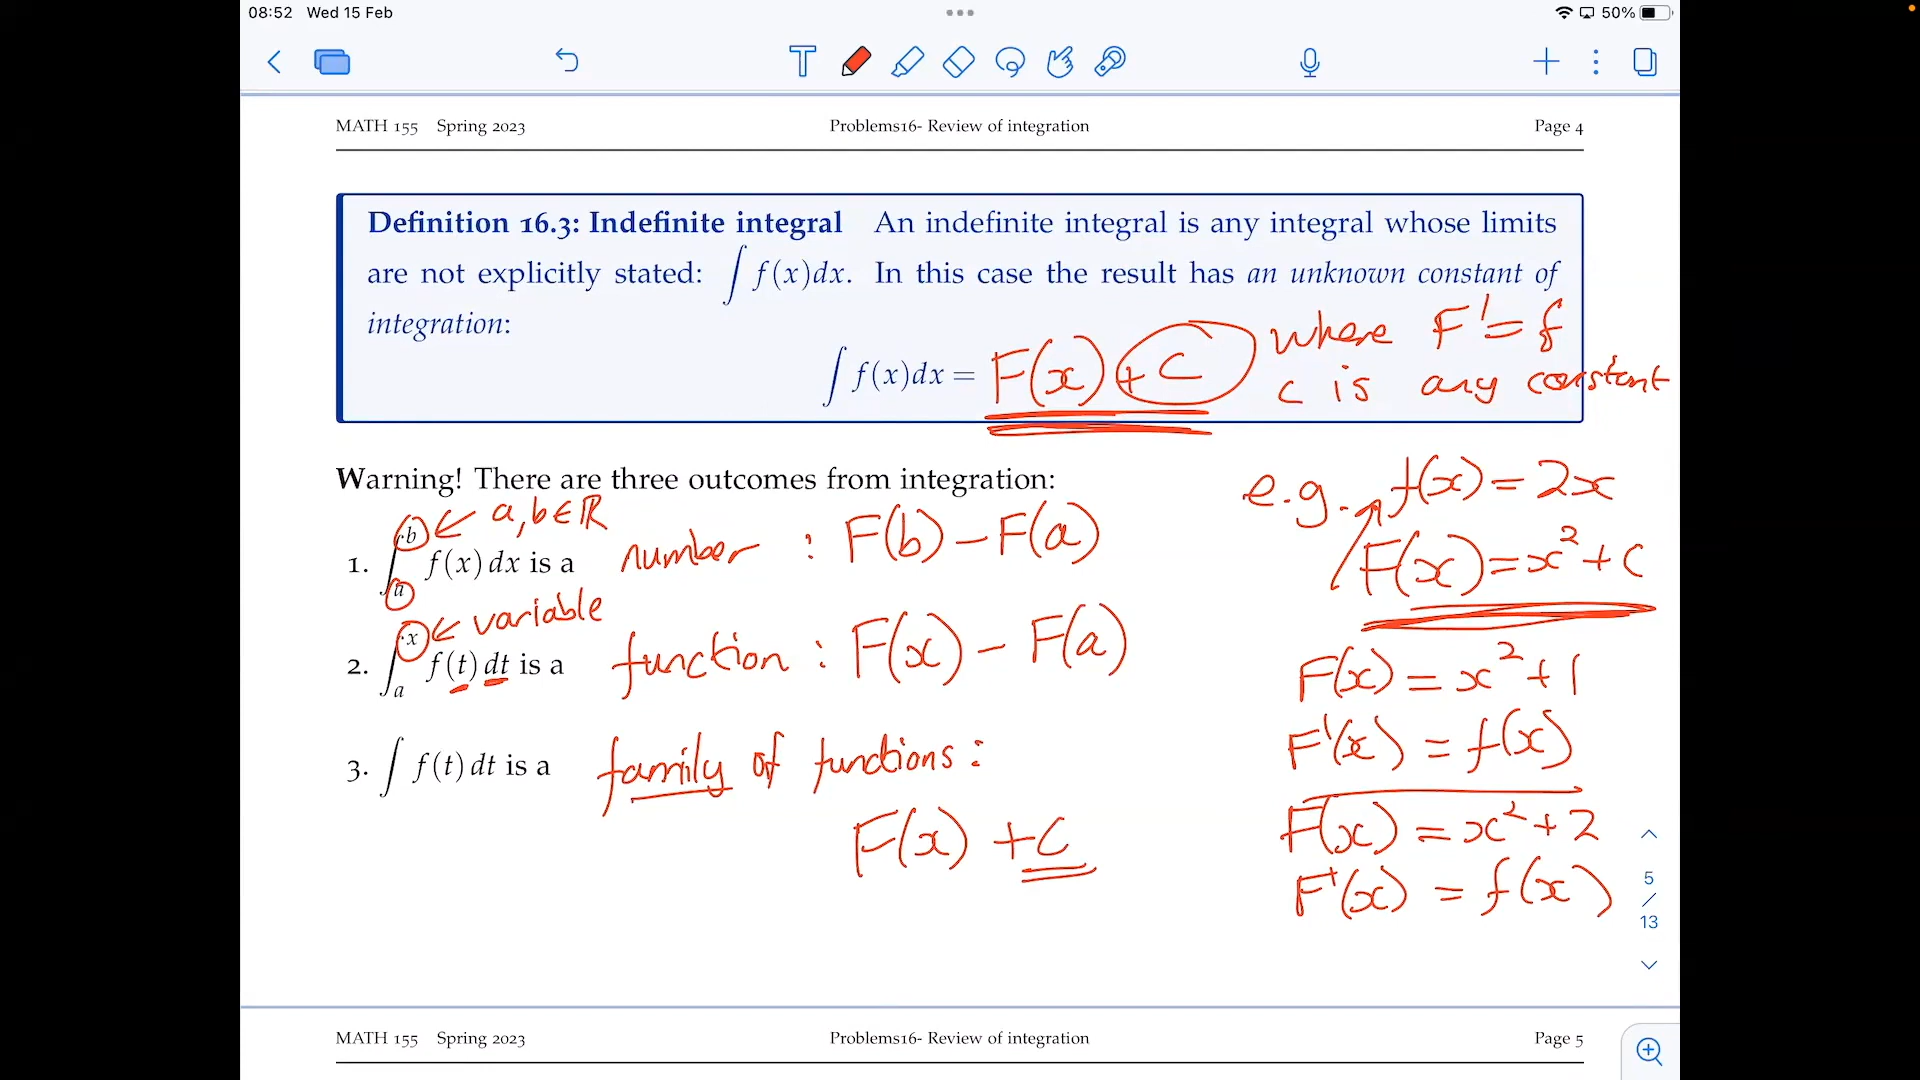 08:52 Wed 15 Feb
50%
MATH 155 Spring 2023 Problems16- Review of integration Page 4
Definition 16.3: Indefinite integral An indefinite integral is any integral whose limits
are not explicitly stated: ∫ f(x)dx. In this case the result has an unknown constant of
integration:
∫ f(x)dx = F(x) + C where F' = f
C is any constant
Warning! There are three outcomes from integration:
a, b ∈ ℝ
1. ∫_a^b f(x) dx is a number : F(b) – F(a)
variable
2. ∫_a^x f(t) dt is a function : F(x) – F(a)
3. ∫ f(t) dt is a family of functions :
F(x) + C
e.g. f(x) = 2x
F(x) = x² + C
F(x) = x² + 1
F'(x) = f(x)
F(x) = x² + 2
F'(x) = f(x)
5
/
13
MATH 155 Spring 2023 Problems16- Review of integration Page 5